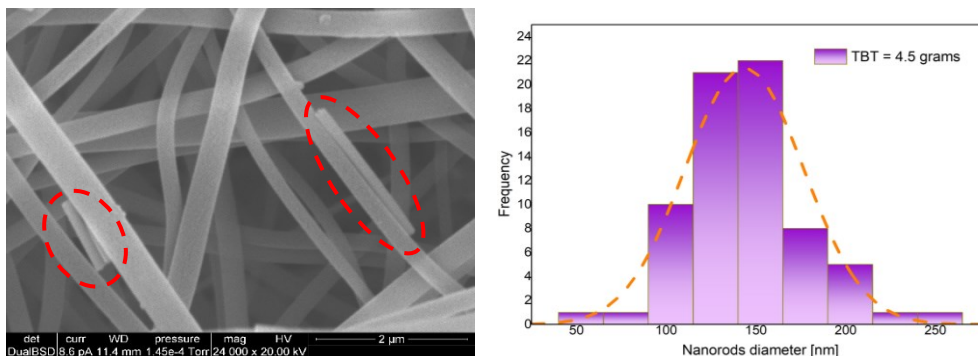 det curr WD pressure mag HV
DualBSD 8.6 pA 11.4 mm 1.45e-4 Torr 24 000 x 20.00 kV
2 µm
TBT = 4.5 grams
Frequency
24
22
20
18
16
14
12
10
8
6
4
2
0
50 100 150 200 250
Nanorods diameter [nm]